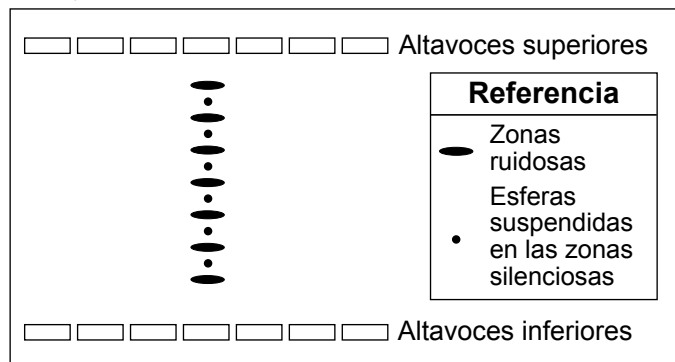 Altavoces superiores
Referencia
Zonas
ruidosas
Esferas
suspendidas
en las zonas
silenciosas
Altavoces inferiores